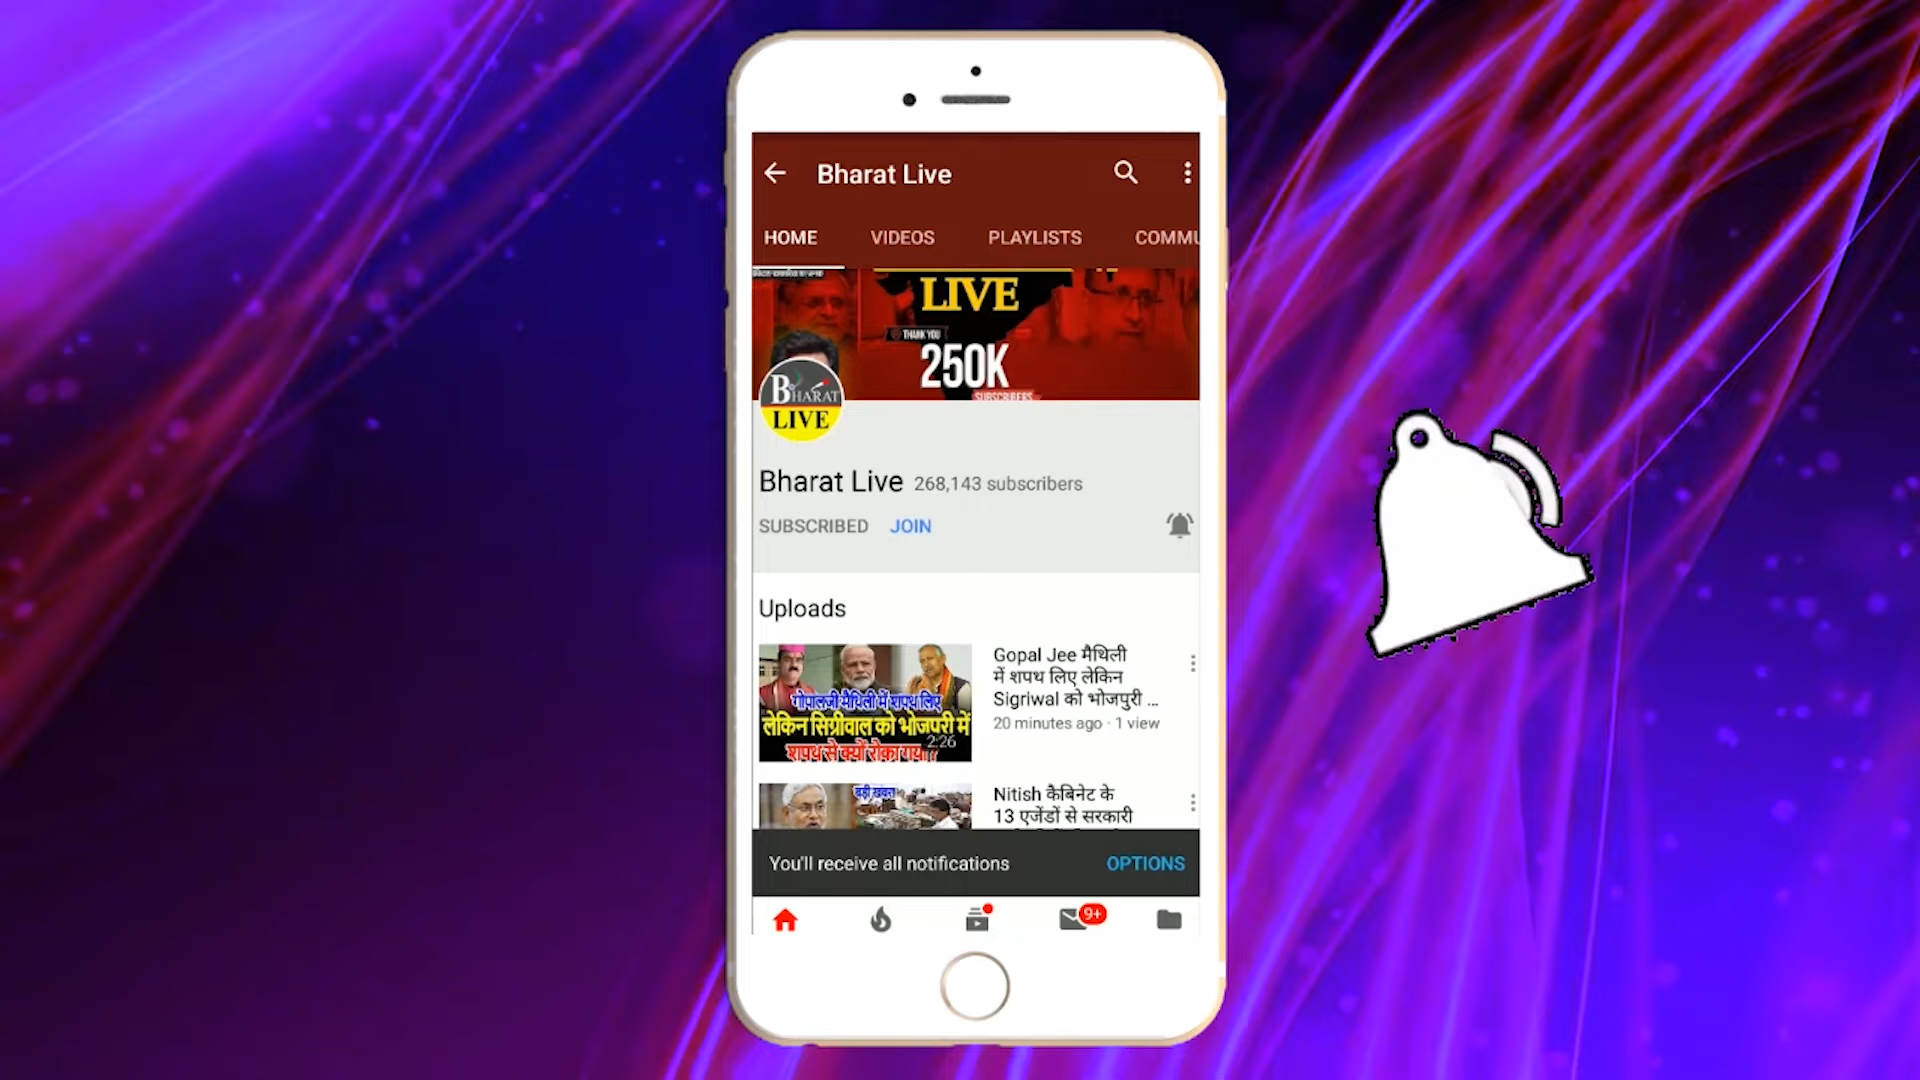 Bharat Live
HOME VIDEOS PLAYLISTS COMMU
LIVE
THANK YOU
250K
SUBSCRIBERS
BHARAT
LIVE
Bharat Live 268,143 subscribers
SUBSCRIBED JOIN
Uploads
गोपालजी मैथिली में शपथ लिए
लेकिन सिग्रीवाल को भोजपुरी में
शपथ से क्यों रोका गया
2:26
Gopal Jee मैथिली
में शपथ लिए लेकिन
Sigriwal को भोजपुरी ...
20 minutes ago · 1 view
बड़ी खबर
Nitish कैबिनेट के
13 एजेंडों से सरकारी
You'll receive all notifications OPTIONS
9+